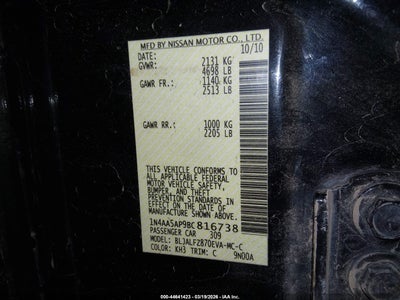 MFD BY NISSAN MOTOR CO., LTD.
DATE: 10/10
GVWR: 2131 KG
4698 LB
GAWR FR.: 1140 KG
2513 LB
GAWR RR.: 1000 KG
2205 LB
THIS VEHICLE CONFORMS TO
ALL APPLICABLE FEDERAL
MOTOR VEHICLE SAFETY,
BUMPER, AND THEFT
PREVENTION STANDARDS
IN EFFECT ON THE DATE OF
MANUFACTURE SHOWN ABOVE.
1N4AA5AP9BC816738
PASSENGER CAR 309
MODEL: BLJALFZ870EVA-MC-C
COLOR: KH3 TRIM: C 9N00A
Stock #: 44641423 (03/19/2026 - IAA Inc.)